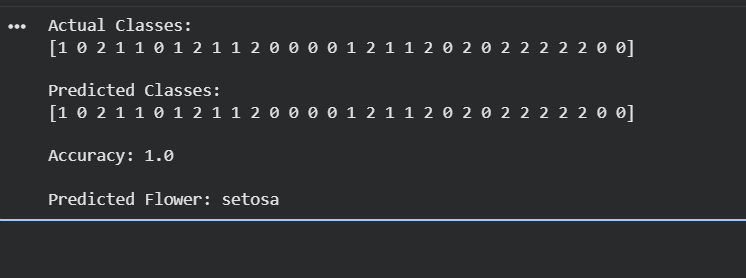 Actual Classes:
[1 0 2 1 1 0 1 2 1 1 2 0 0 0 0 1 2 1 1 2 0 2 0 2 2 2 2 2 0 0]
Predicted Classes:
[1 0 2 1 1 0 1 2 1 1 2 0 0 0 0 1 2 1 1 2 0 2 0 2 2 2 2 2 0 0]
Accuracy: 1.0
Predicted Flower: setosa